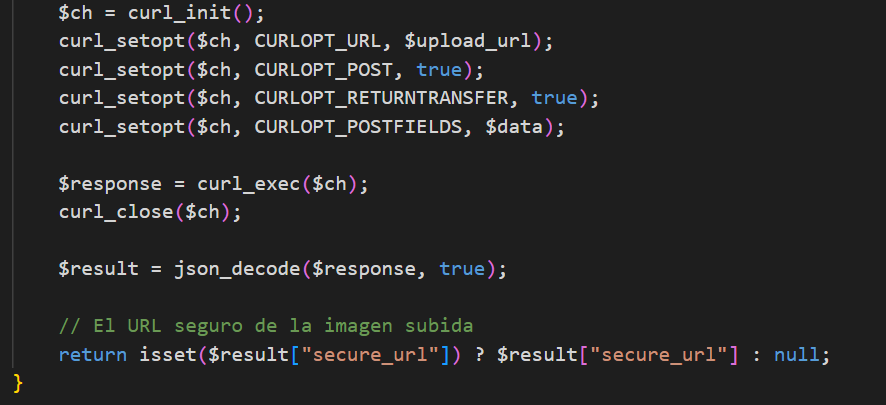 $ch = curl_init();
curl_setopt($ch, CURLOPT_URL, $upload_url);
curl_setopt($ch, CURLOPT_POST, true);
curl_setopt($ch, CURLOPT_RETURNTRANSFER, true);
curl_setopt($ch, CURLOPT_POSTFIELDS, $data);
$response = curl_exec($ch);
curl_close($ch);
$result = json_decode($response, true);
// El URL seguro de la imagen subida
return isset($result["secure_url"]) ? $result["secure_url"] : null;
}